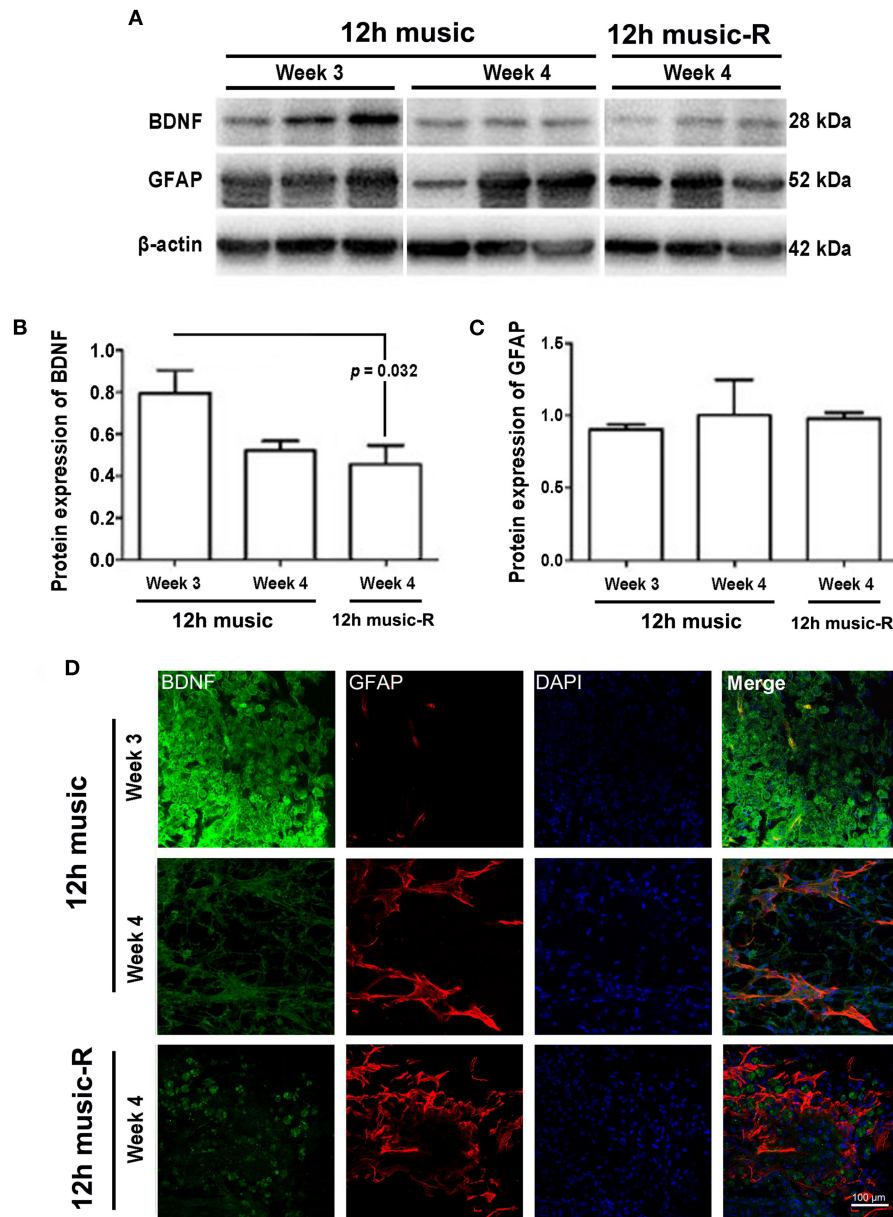 A
12h music 12h music-R
Week 3 Week 4 Week 4
BDNF 28 kDa
GFAP 52 kDa
β-actin 42 kDa
B
Protein expression of BDNF
1.0
0.8
0.6
0.4
0.2
0.0
p = 0.032
Week 3 Week 4 Week 4
12h music 12h music-R
C
Protein expression of GFAP
1.5
1.0
0.5
0.0
Week 3 Week 4 Week 4
12h music 12h music-R
D
BDNF GFAP DAPI Merge
12h music
Week 3
Week 4
12h music-R
Week 4
100 µm